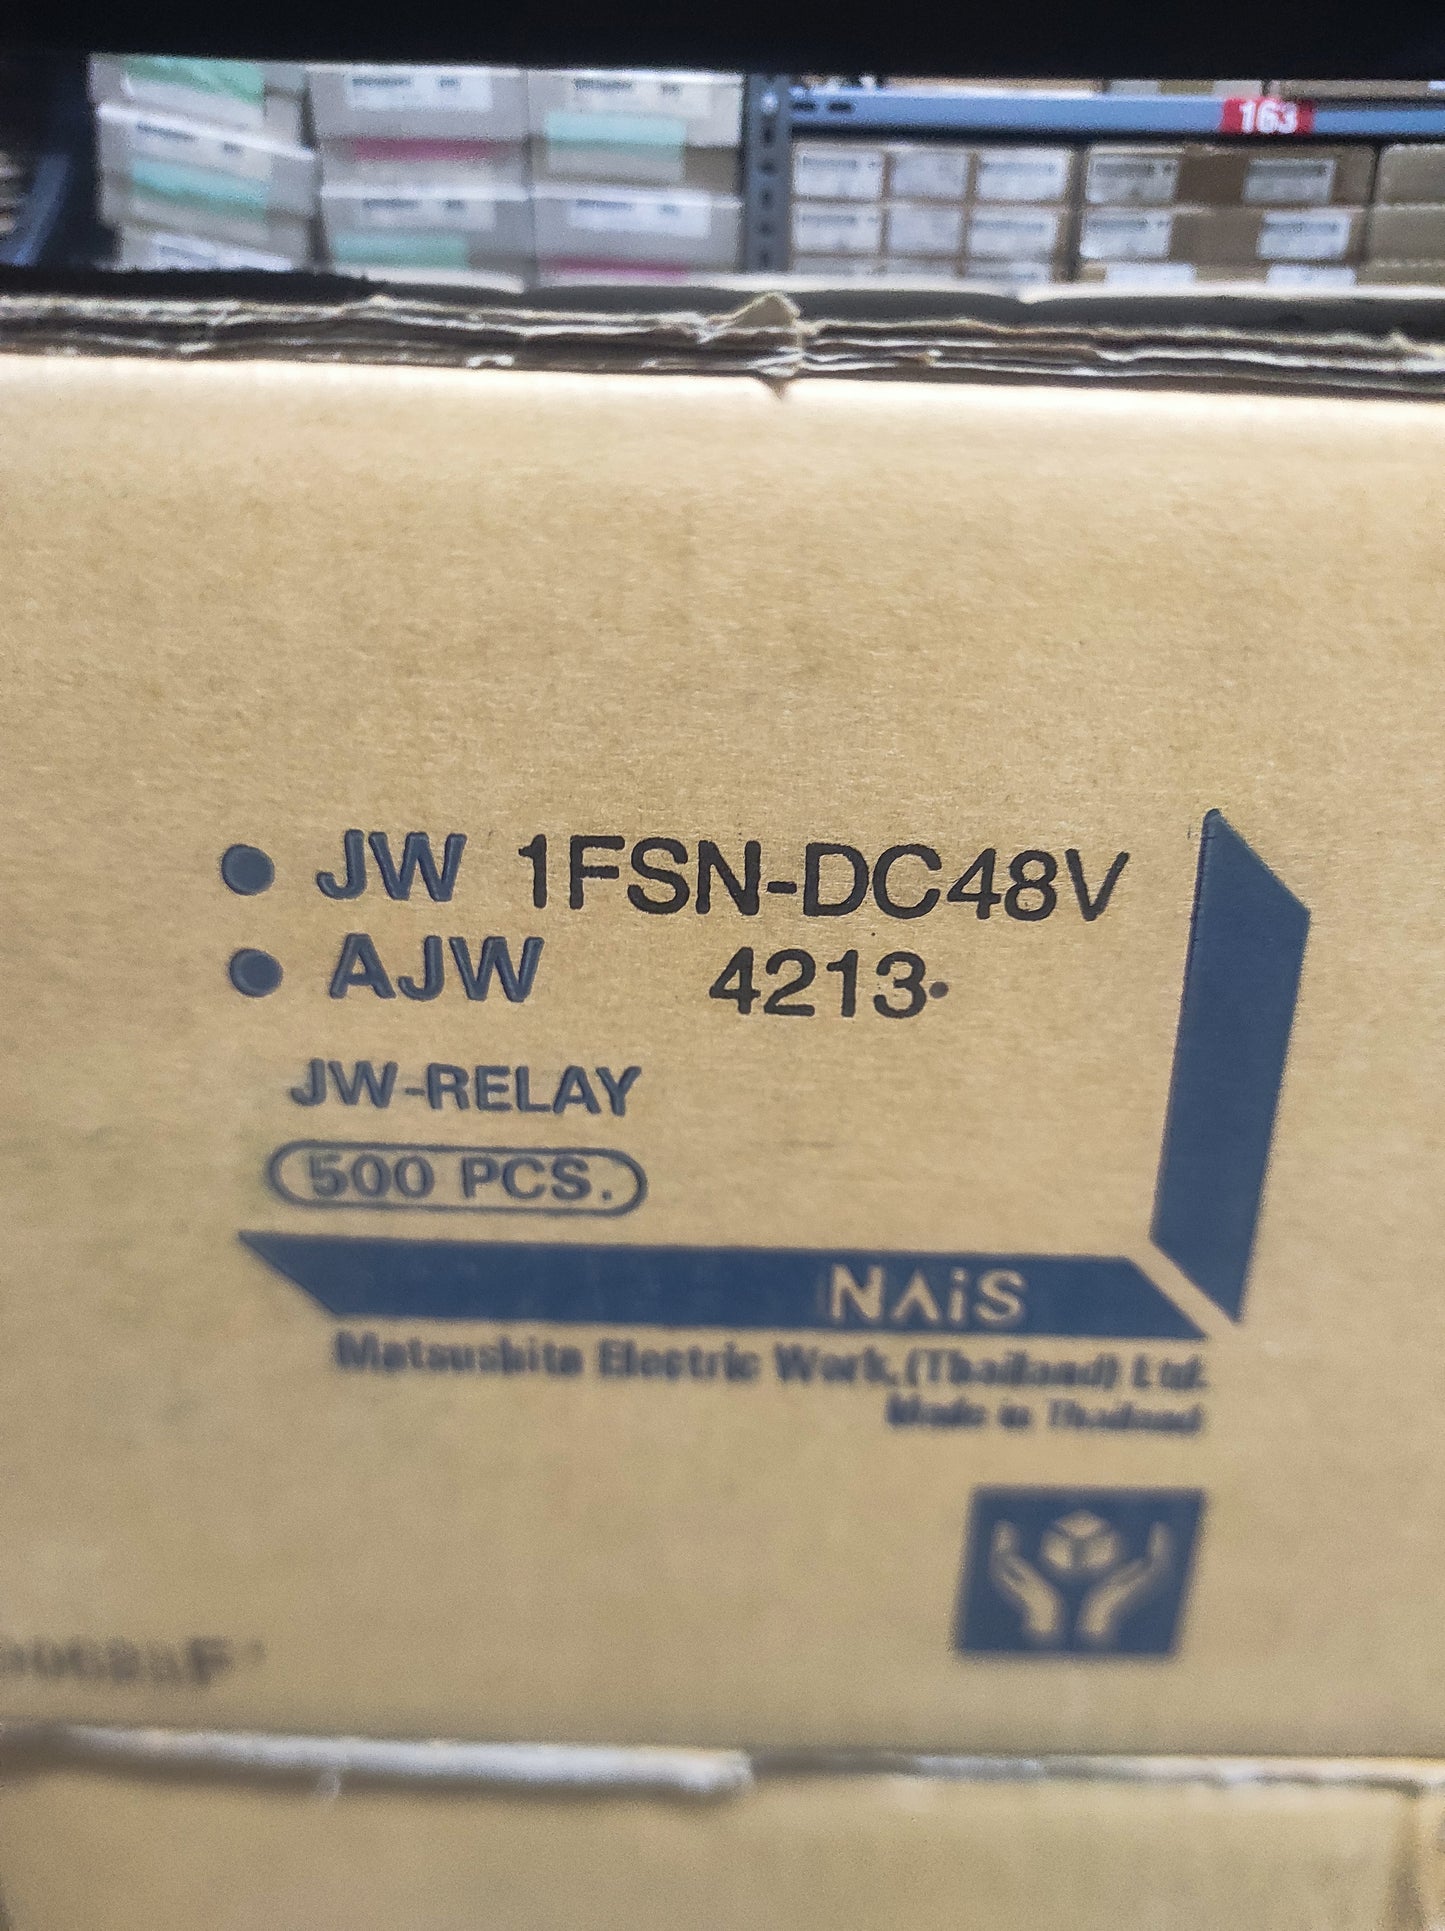 163
● JW 1FSN-DC48V
● AJW 4213·
JW-RELAY
500 PCS.
NAiS
Matsushita Electric Work, (Thailand) Ltd.
Made in Thailand